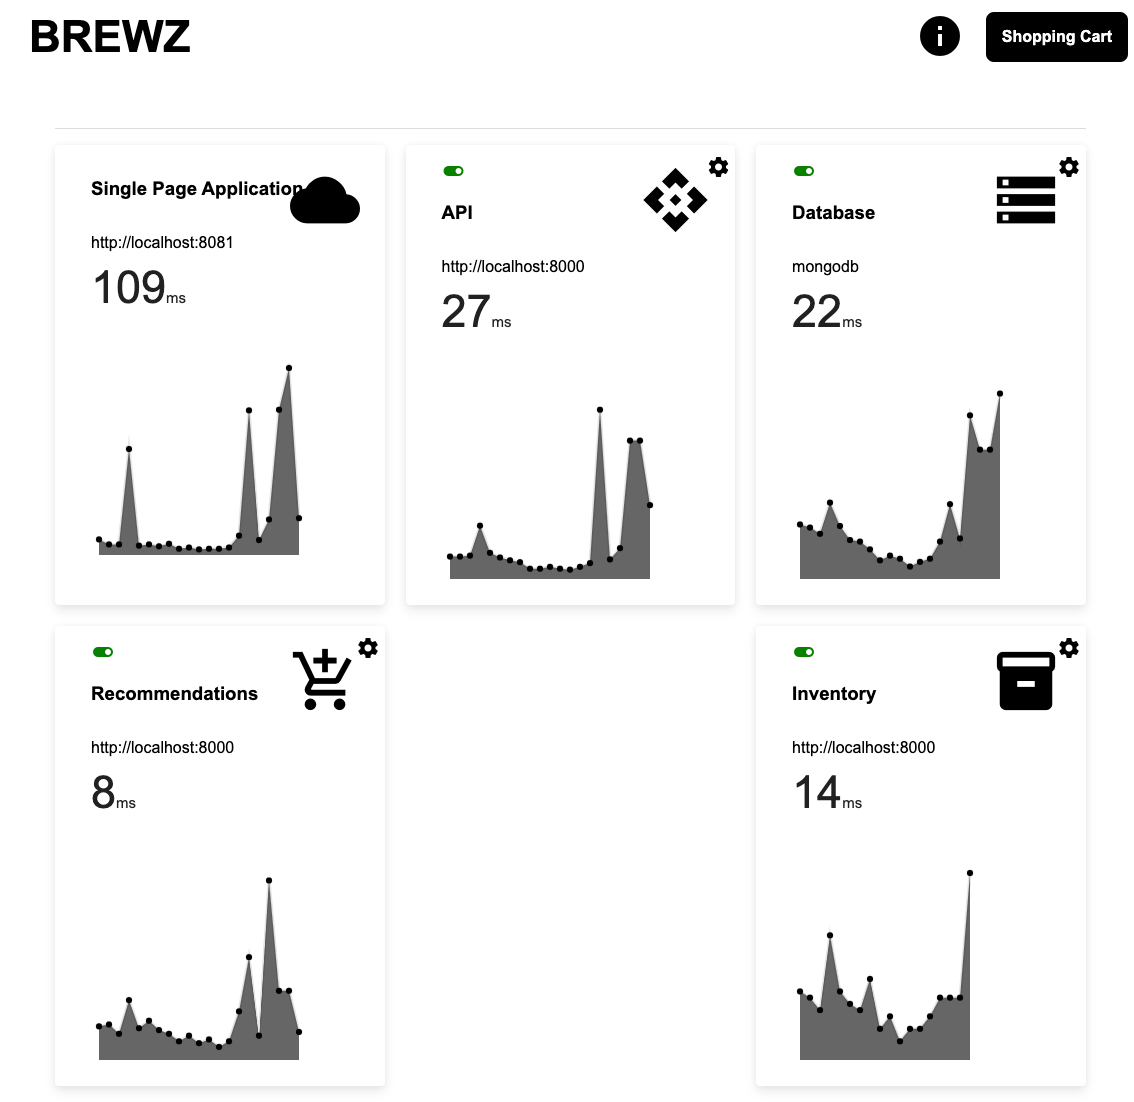 BREWZ
Shopping Cart
Single Page Application
http://localhost:8081
109ms
API
http://localhost:8000
27ms
Database
mongodb
22ms
Recommendations
http://localhost:8000
8ms
Inventory
http://localhost:8000
14ms